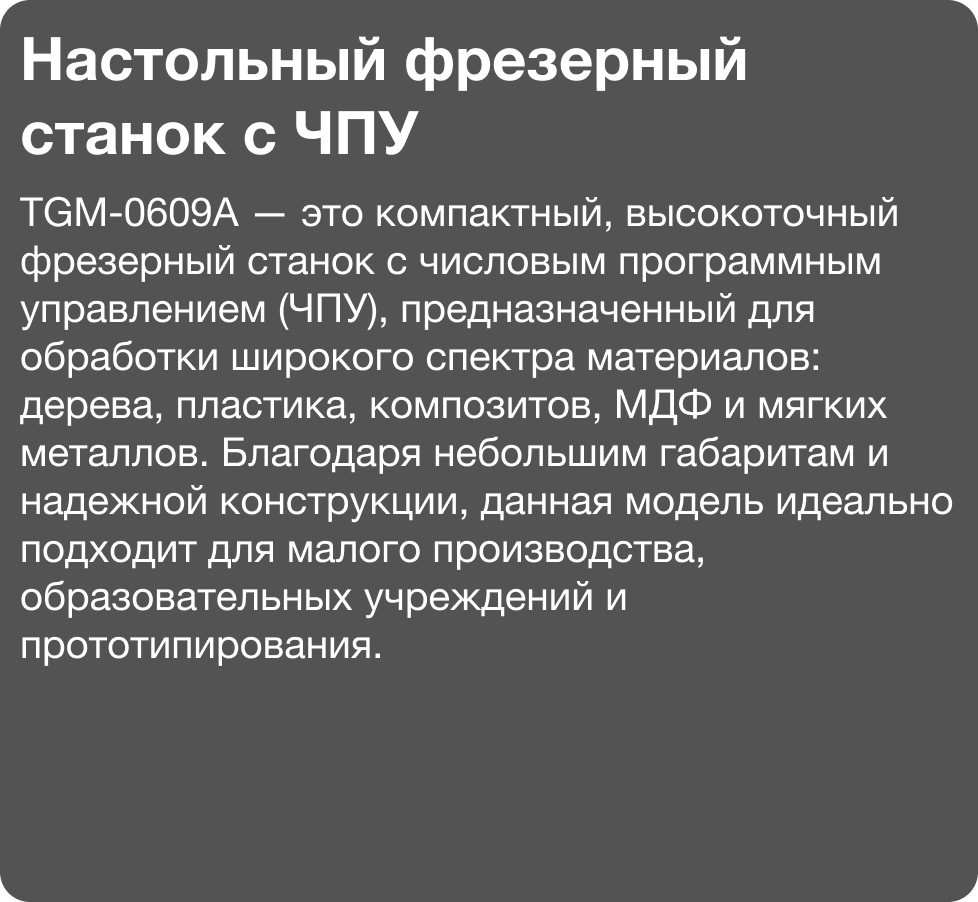 Настольный фрезерный
станок с ЧПУ
TGM-0609A — это компактный, высокоточный
фрезерный станок с числовым программным
управлением (ЧПУ), предназначенный для
обработки широкого спектра материалов:
дерева, пластика, композитов, МДФ и мягких
металлов. Благодаря небольшим габаритам и
надежной конструкции, данная модель идеально
подходит для малого производства,
образовательных учреждений и
прототипирования.